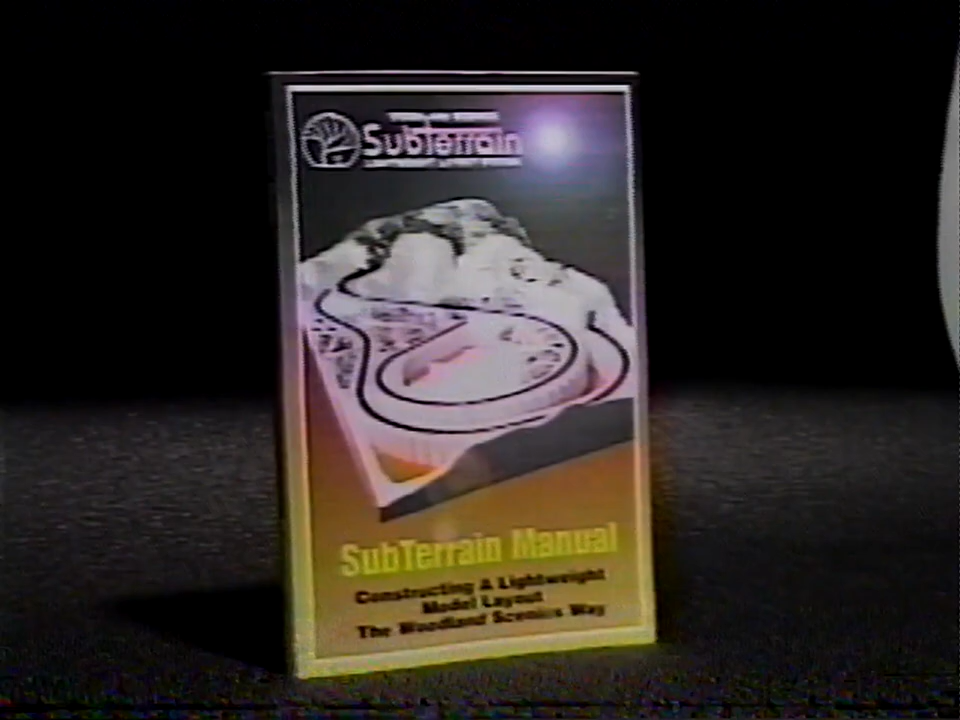 SubTerrain
SubTerrain Manual
Constructing A Lightweight
Model Layout
The Woodland Scenics Way